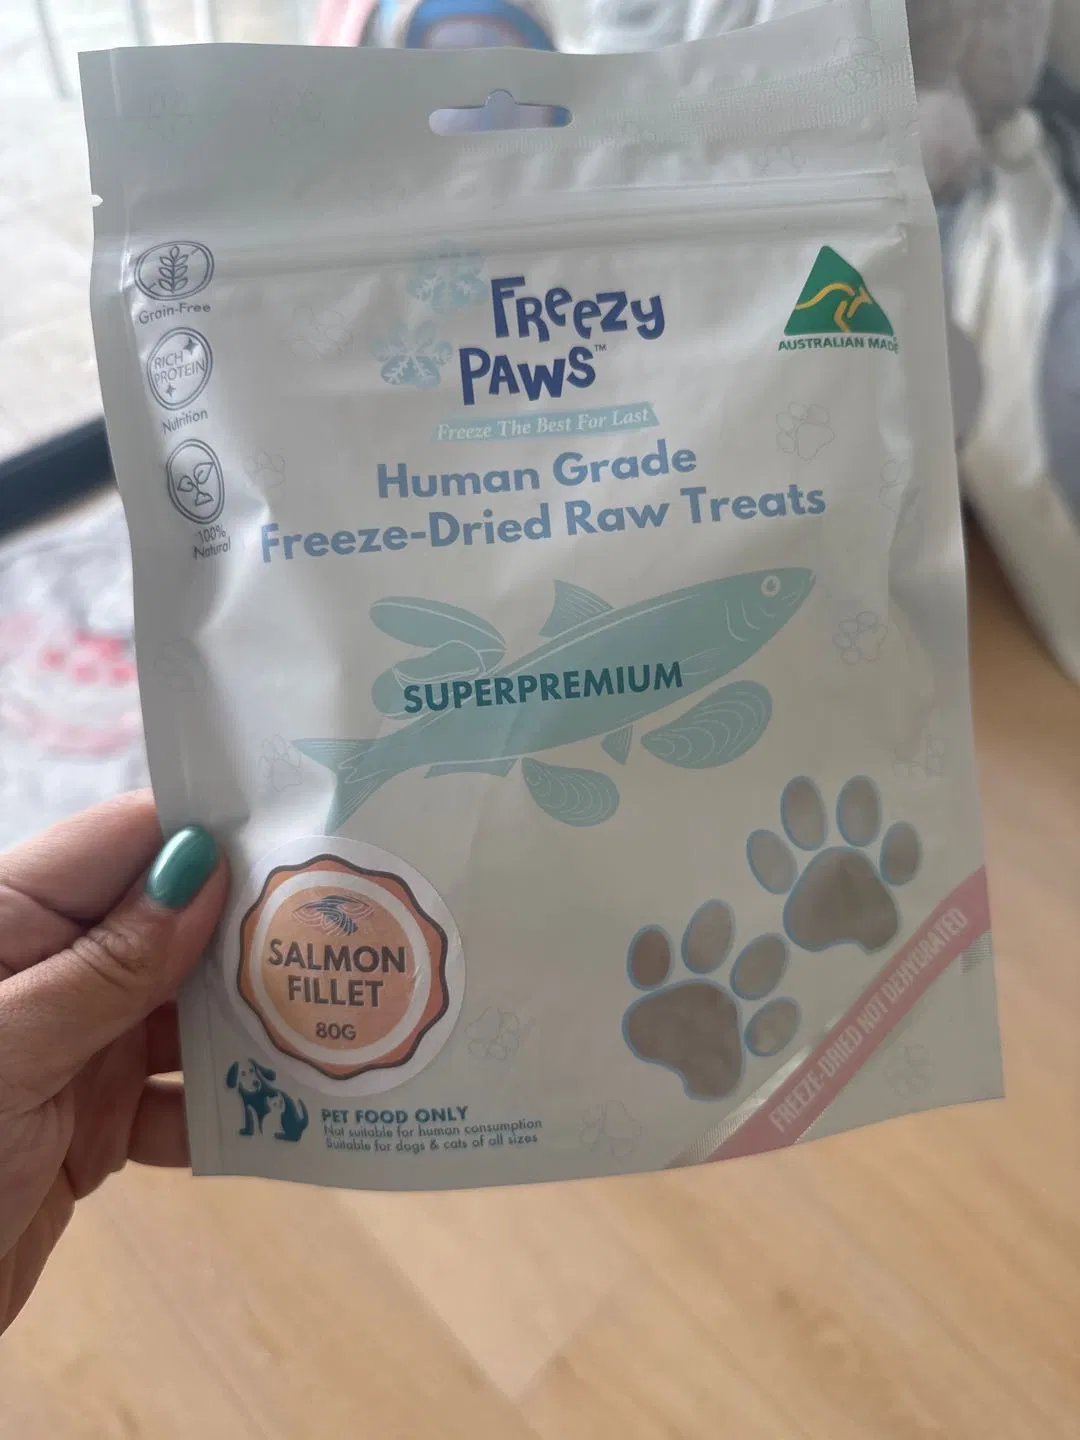 Grain-Free
RICH
PROTEIN
Nutrition
100%
Natural
FReezy
PAWS™
Freeze The Best For Last
AUSTRALIAN MADE
Human Grade
Freeze-Dried Raw Treats
SUPERPREMIUM
SALMON
FILLET
80G
PET FOOD ONLY
Not suitable for human consumption
Suitable for dogs & cats of all sizes
FREEZE-DRIED NOT DEHYDRATED